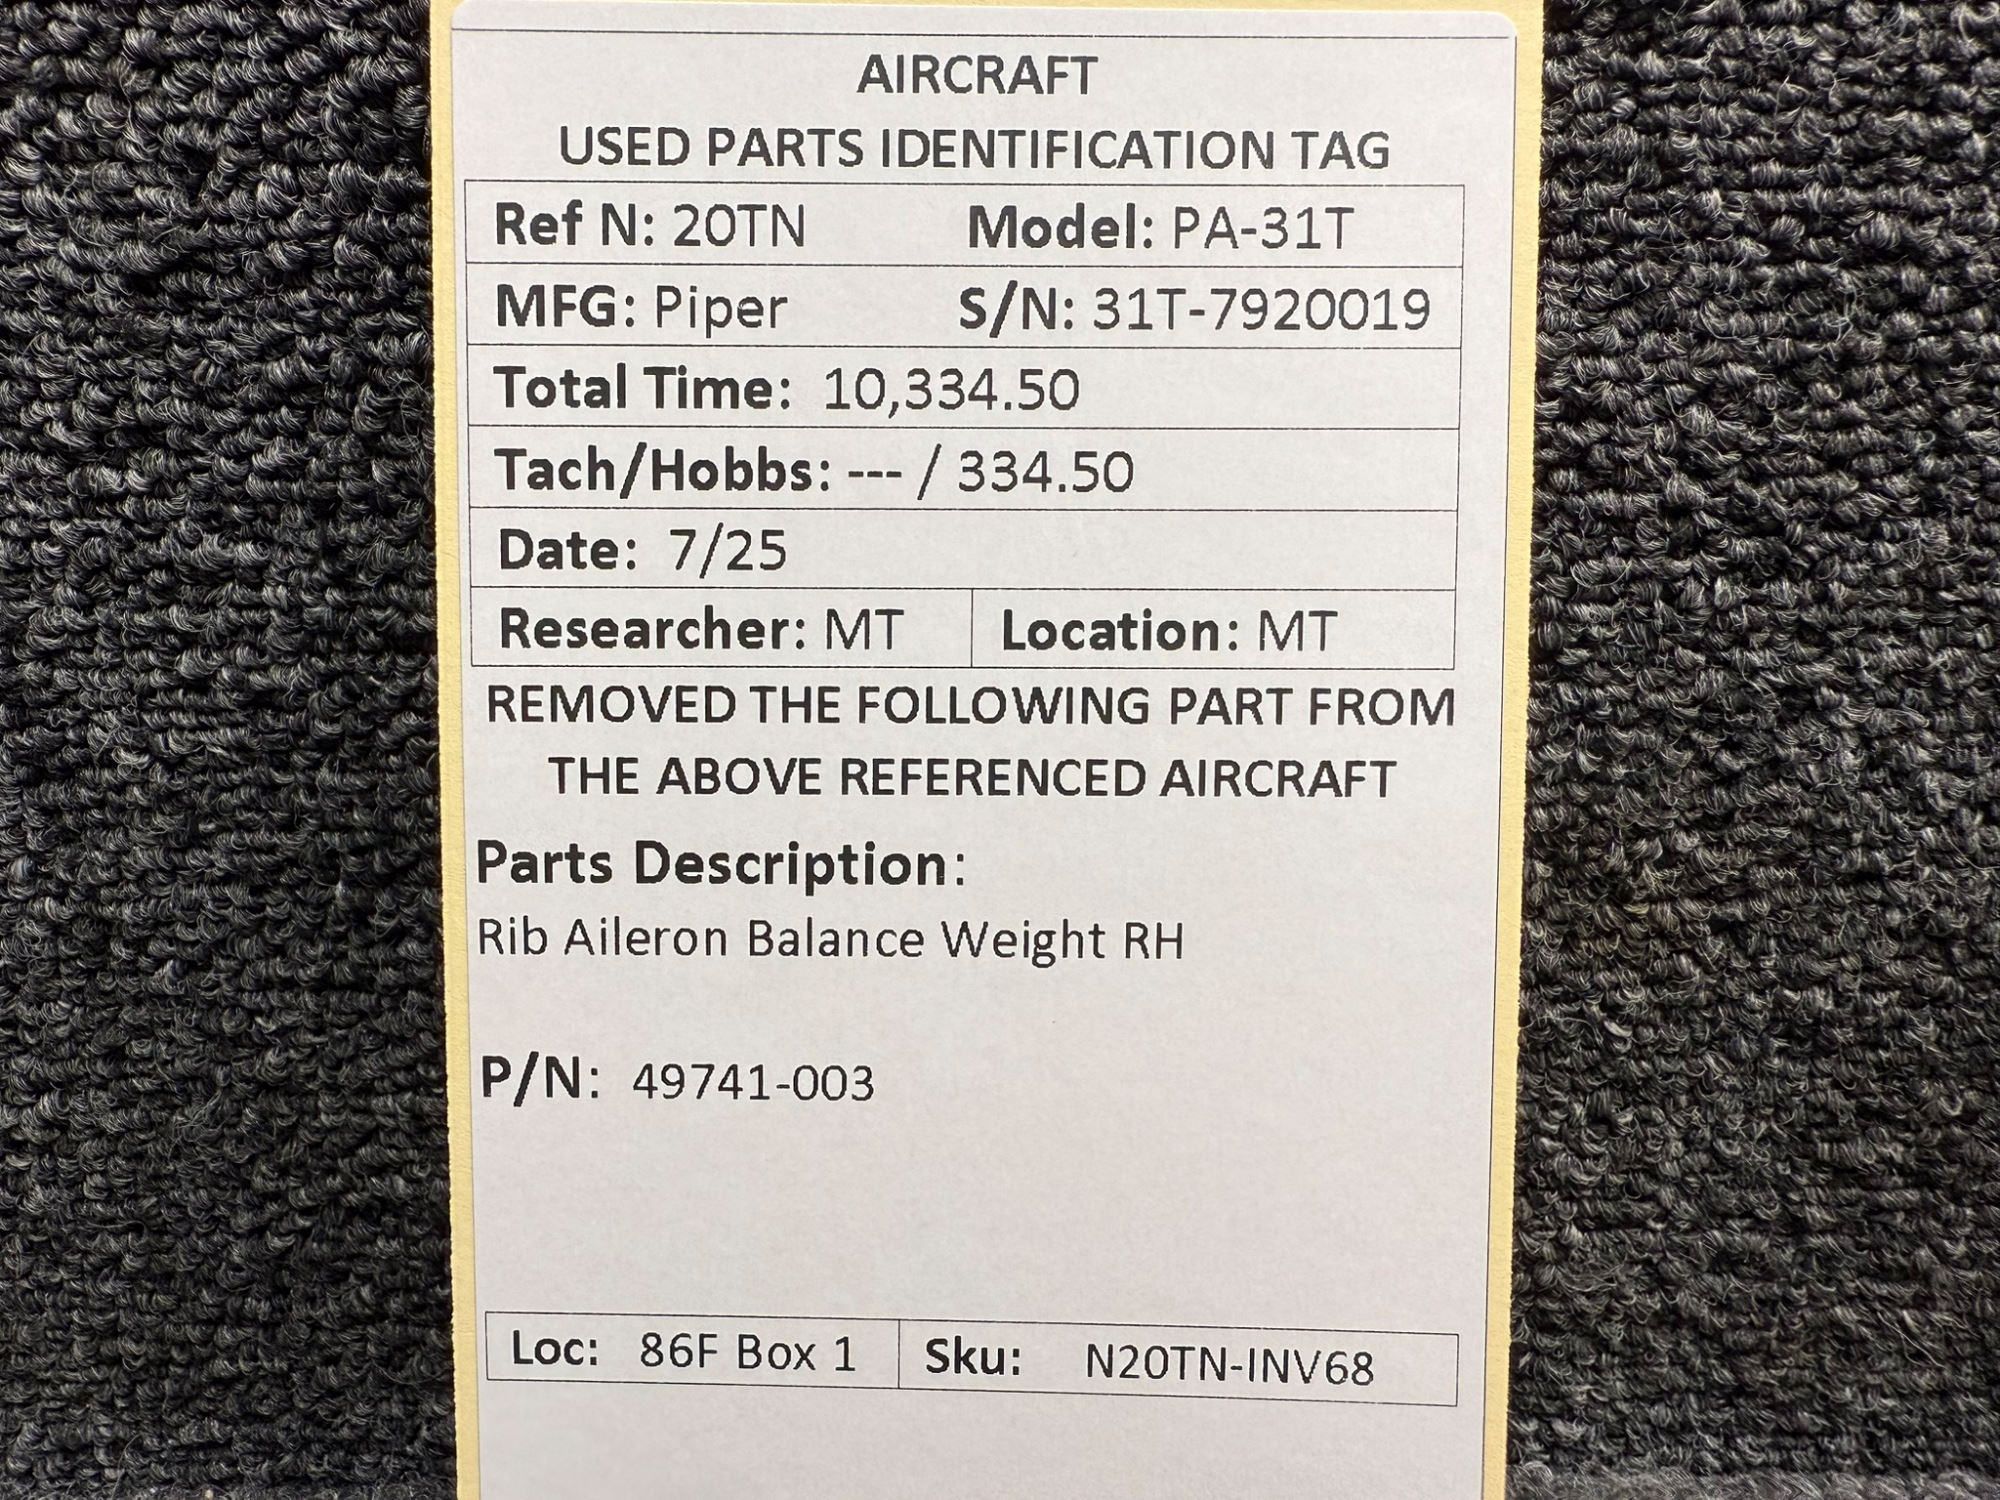 AIRCRAFT
USED PARTS IDENTIFICATION TAG
Ref N: 20TN Model: PA-31T
MFG: Piper S/N: 31T-7920019
Total Time: 10,334.50
Tach/Hobbs: --- / 334.50
Date: 7/25
Researcher: MT Location: MT
REMOVED THE FOLLOWING PART FROM
THE ABOVE REFERENCED AIRCRAFT
Parts Description:
Rib Aileron Balance Weight RH
P/N: 49741-003
Loc: 86F Box 1 Sku: N20TN-INV68